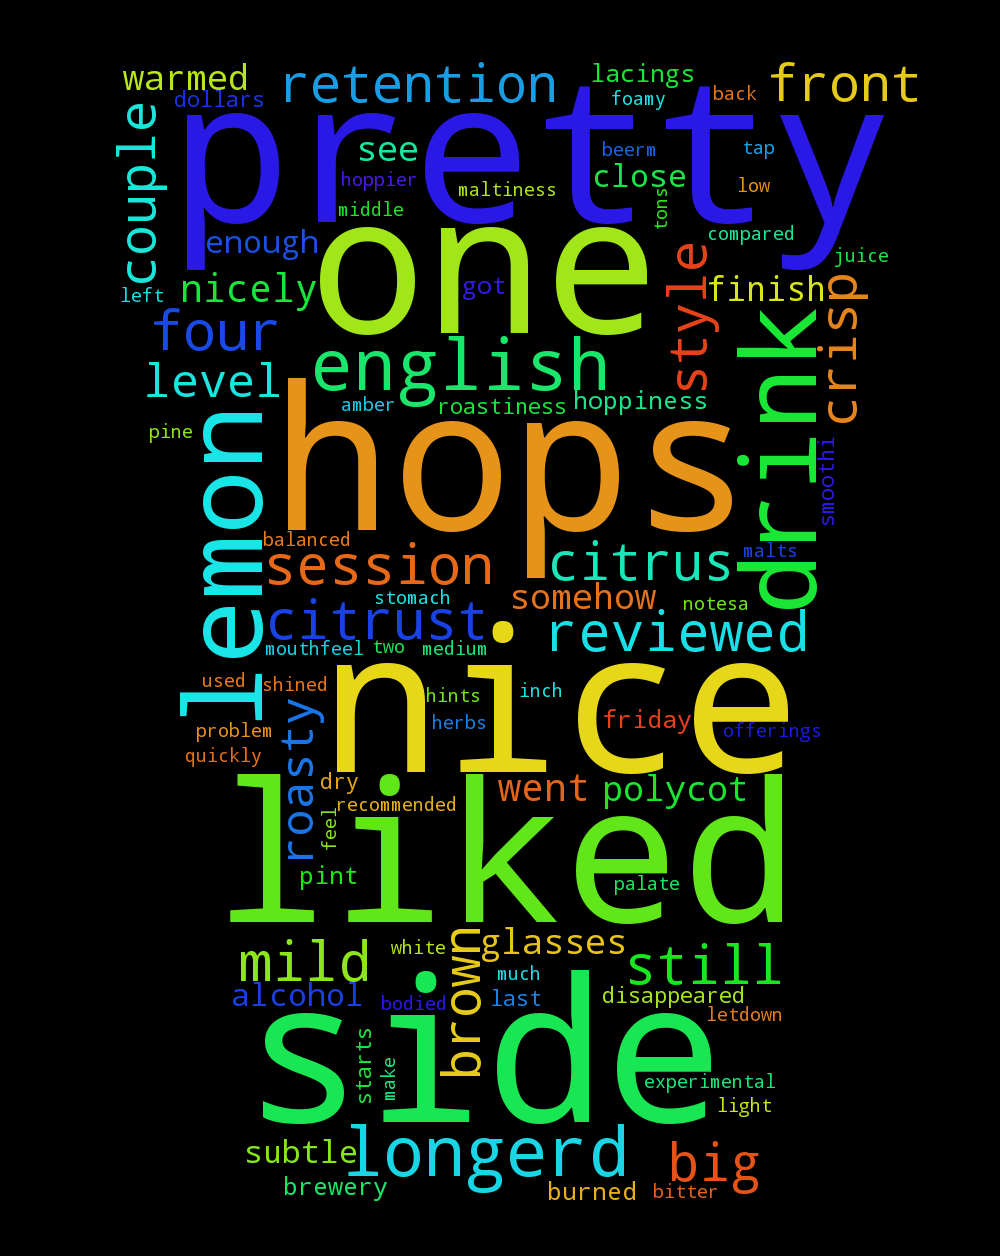 warmed
retention
lacings
front
dollars
foamy
back
pretty
couple
see
beerm
tap
hoppier
maltiness
close
low
middle
tons
enough
one
compared
left
nicely
got
style
finish
juice
four
english
drink
crisp
level
amber
roastiness
hoppiness
pine
lemon
hops
smoothi
balanced
session
citrus
malts
stomach
somehow
notesa
citrust
reviewed
mouthfeel
two
medium
nice
used
shined
hints
inch
problem
roasty
herbs
friday
offerings
quickly
dry
recommended
went
polycot
liked
feel
pint
palate
brown
glasses
mild
white
still
alcohol
bodied
much
last
disappeared
letdown
side
starts
make
experimental
light
subtle
longerd
big
brewery
burned
bitter